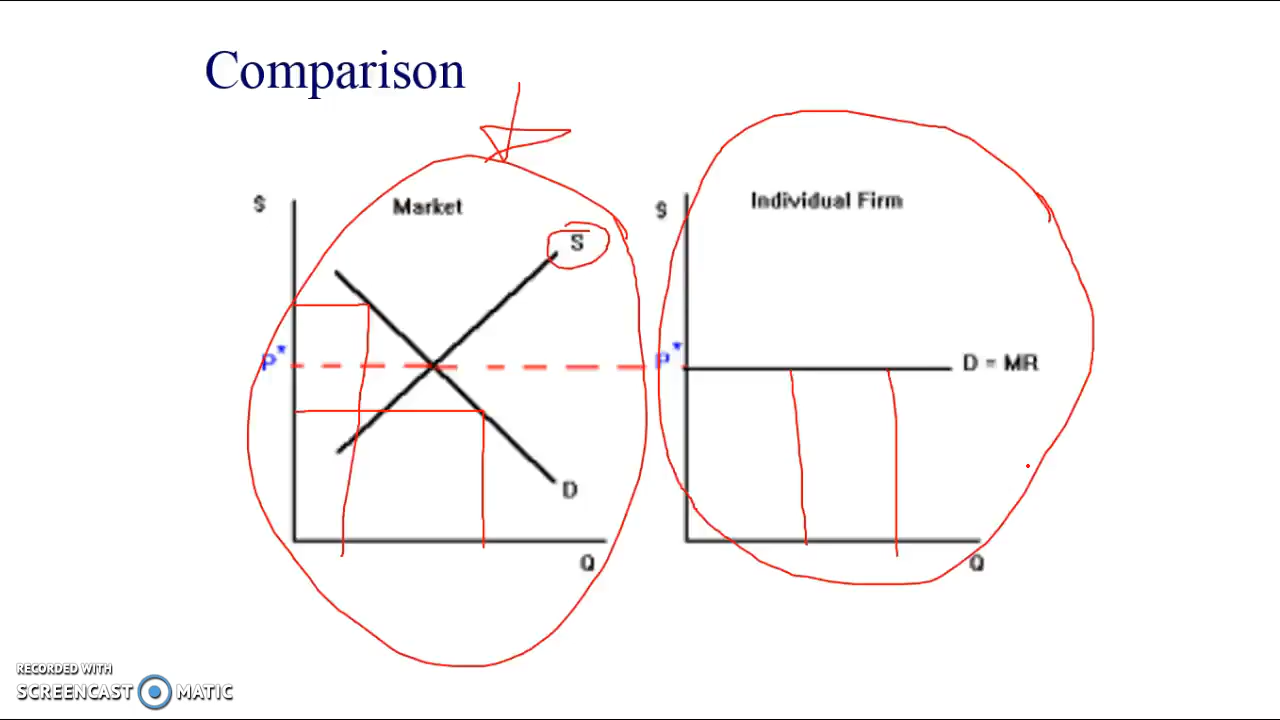 Comparison
$
Market
S
P*
D
Q
$
Individual Firm
P*
D = MR
Q
RECORDED WITH
SCREENCAST MATIC